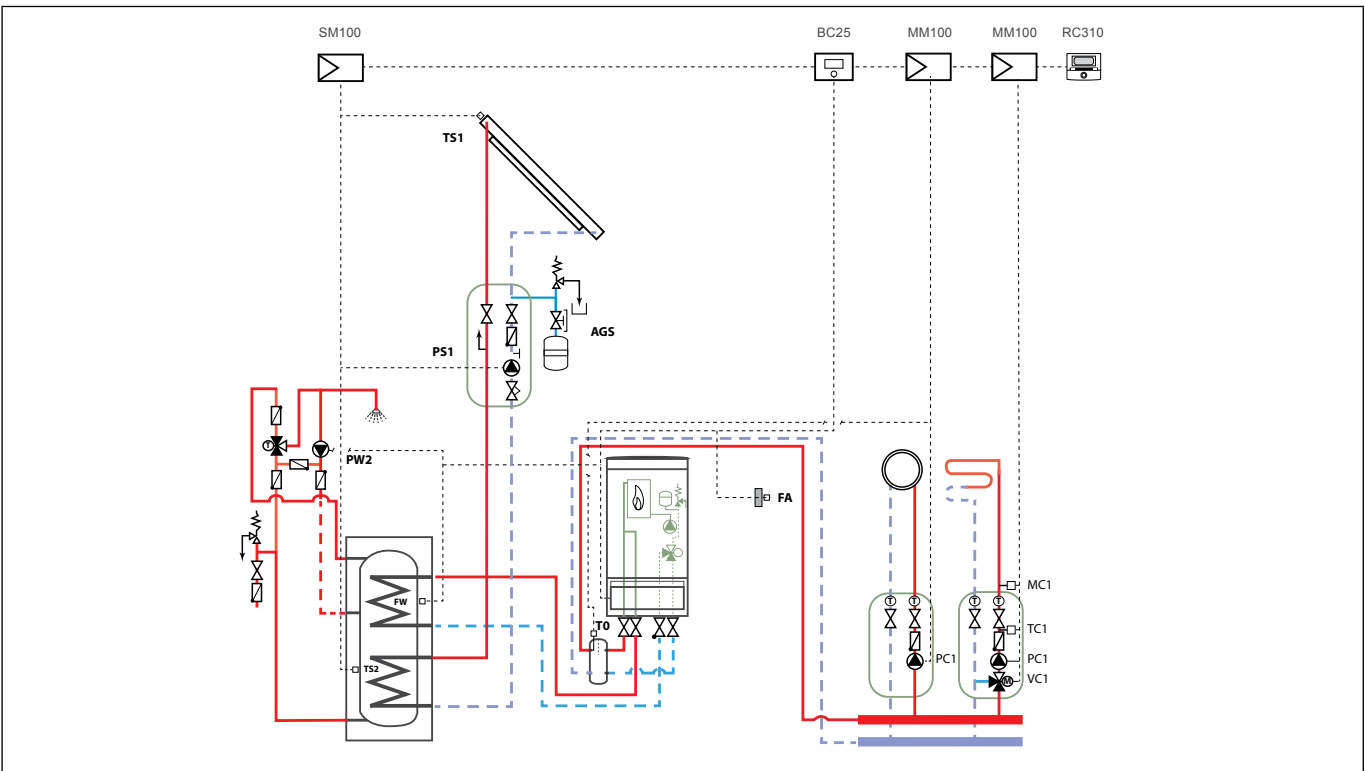 SM100
BC25
MM100
MM100
RC310
TS1
AGS
PS1
T
PW2
FA
FW
TS2
T0
T
T
T
T
MC1
TC1
PC1
PC1
M
VC1